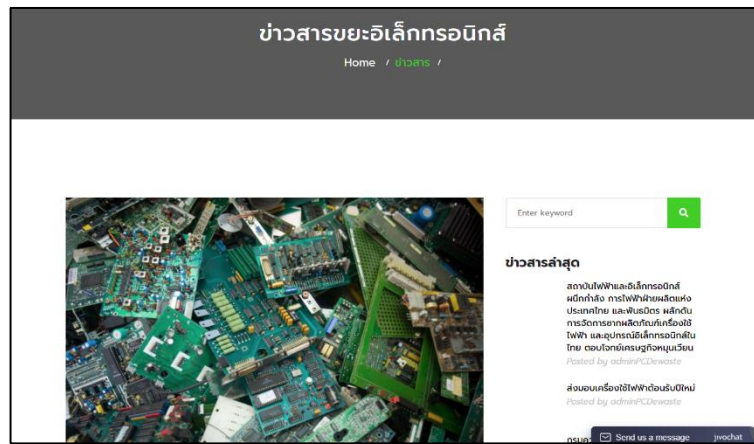 ข่าวสารขยะอิเล็กทรอนิกส์
Home / ข่าวสาร /
Enter keyword
ข่าวสารล่าสุด
สถาบันไฟฟ้าและอิเล็กทรอนิกส์
ผนึกกำลัง การไฟฟ้าฝ่ายผลิตแห่ง
ประเทศไทย และพันธมิตร ผลักดัน
การจัดการซากผลิตภัณฑ์เครื่องใช้
ไฟฟ้า และอุปกรณ์อิเล็กทรอนิกส์ใน
ไทย ตอบโจทย์เศรษฐกิจหมุนเวียน
Posted by adminPCDewaste
ส่งมอบเครื่องใช้ไฟฟ้าต้อนรับปีใหม่
Posted by adminPCDewaste
Send us a message jivochat